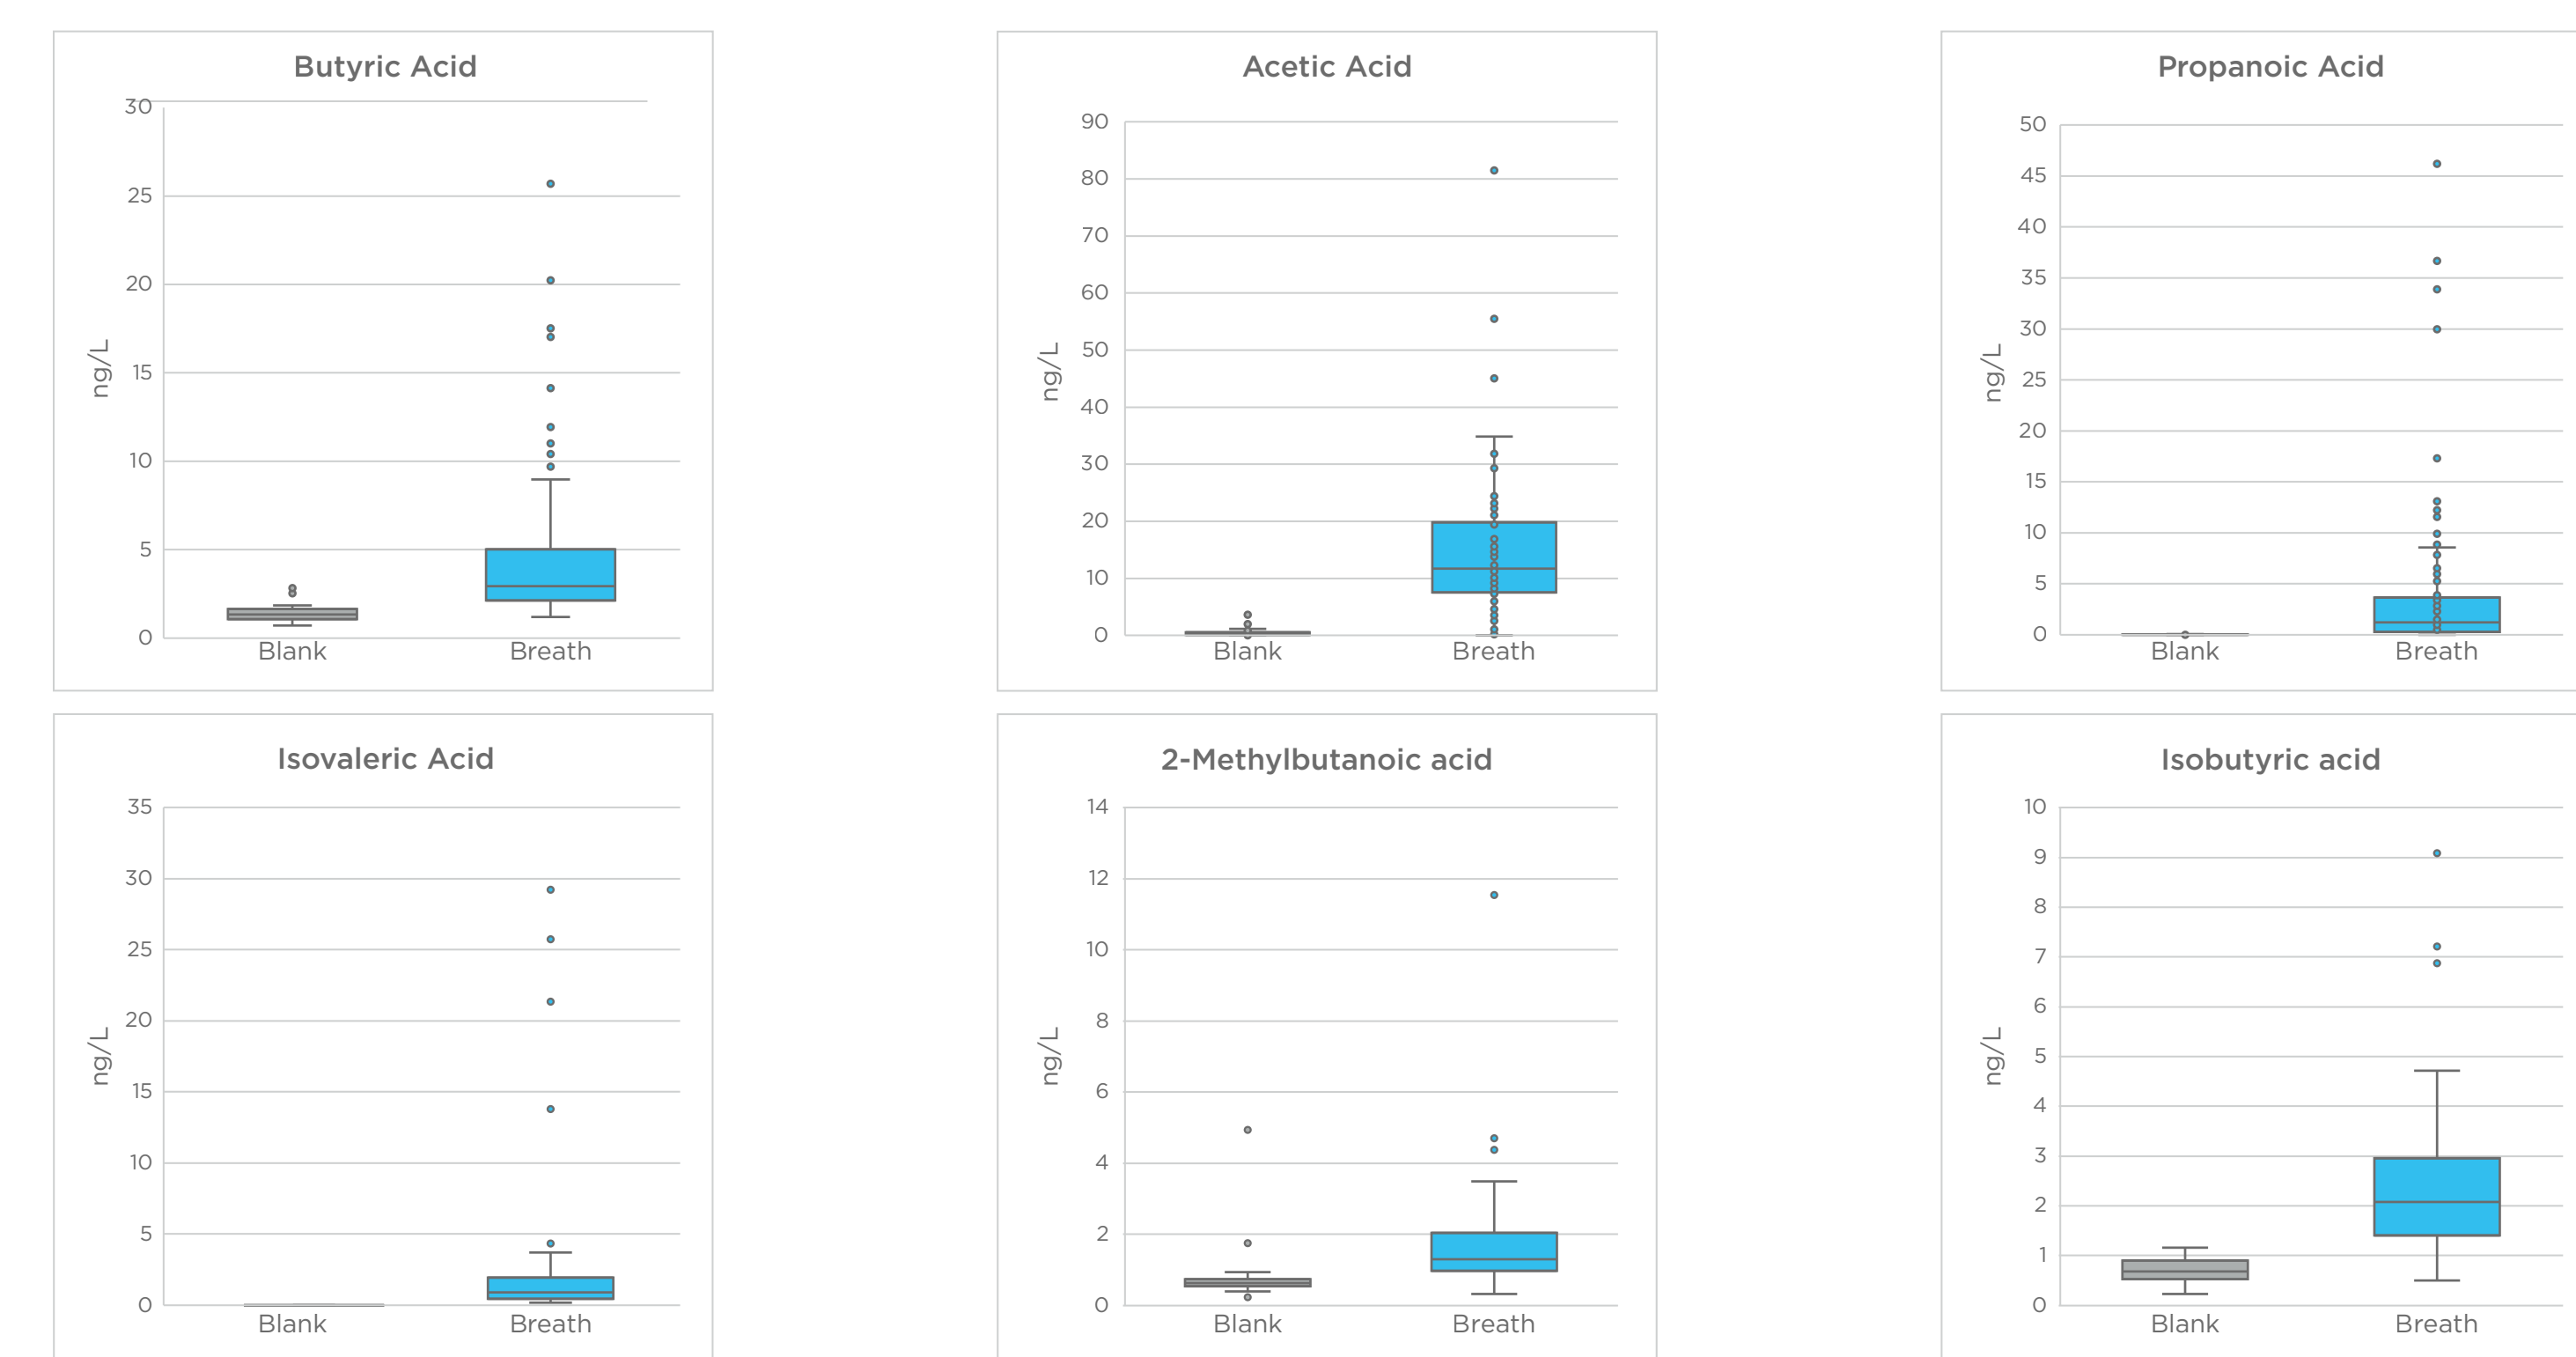 Butyric Acid
30
25
20
15
10
5
0
ng/L
Blank
Breath
Acetic Acid
90
80
70
60
50
40
30
20
10
0
ng/L
Blank
Breath
Propanoic Acid
50
45
40
35
30
25
20
15
10
5
0
ng/L
Blank
Breath
Isovaleric Acid
35
30
25
20
15
10
5
0
ng/L
Blank
Breath
2-Methylbutanoic acid
14
12
10
8
6
4
2
0
ng/L
Blank
Breath
Isobutyric acid
10
9
8
7
6
5
4
3
2
1
0
ng/L
Blank
Breath